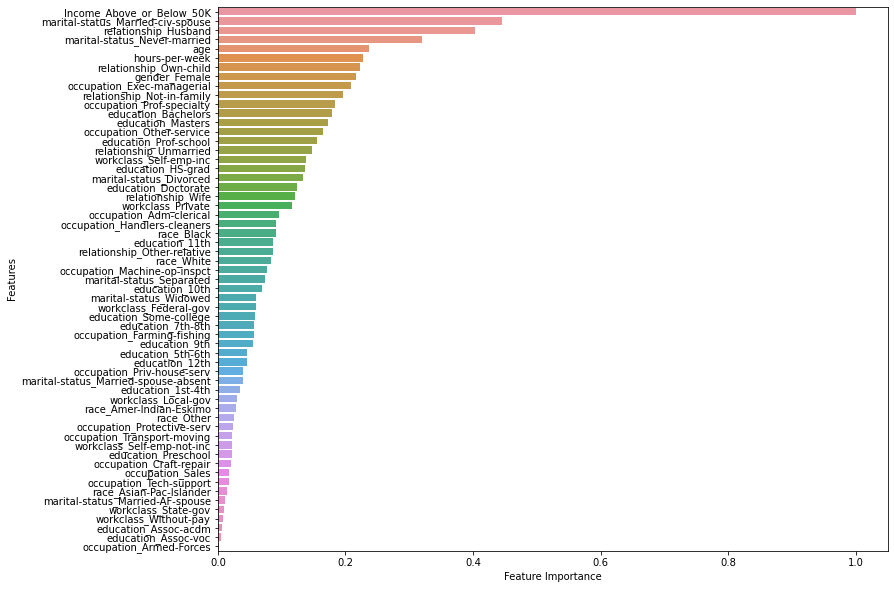 Income_Above_or_Below_50K
marital-status_Married-civ-spouse
relationship_Husband
marital-status_Never-married
age
hours-per-week
relationship_Own-child
gender_Female
occupation_Exec-managerial
relationship_Not-in-family
occupation_Prof-specialty
education_Bachelors
education_Masters
occupation_Other-service
education_Prof-school
relationship_Unmarried
workclass_Self-emp-inc
education_HS-grad
marital-status_Divorced
education_Doctorate
relationship_Wife
workclass_Private
occupation_Adm-clerical
occupation_Handlers-cleaners
race_Black
education_11th
relationship_Other-relative
race_White
occupation_Machine-op-inspct
marital-status_Separated
education_10th
marital-status_Widowed
workclass_Federal-gov
education_Some-college
education_7th-8th
occupation_Farming-fishing
education_9th
education_5th-6th
education_12th
occupation_Priv-house-serv
marital-status_Married-spouse-absent
education_1st-4th
workclass_Local-gov
race_Amer-Indian-Eskimo
race_Other
occupation_Protective-serv
occupation_Transport-moving
workclass_Self-emp-not-inc
education_Preschool
occupation_Craft-repair
occupation_Sales
occupation_Tech-support
race_Asian-Pac-Islander
marital-status_Married-AF-spouse
workclass_State-gov
workclass_Without-pay
education_Assoc-acdm
education_Assoc-voc
occupation_Armed-Forces
Features
0.0 0.2 0.4 0.6 0.8 1.0
Feature Importance